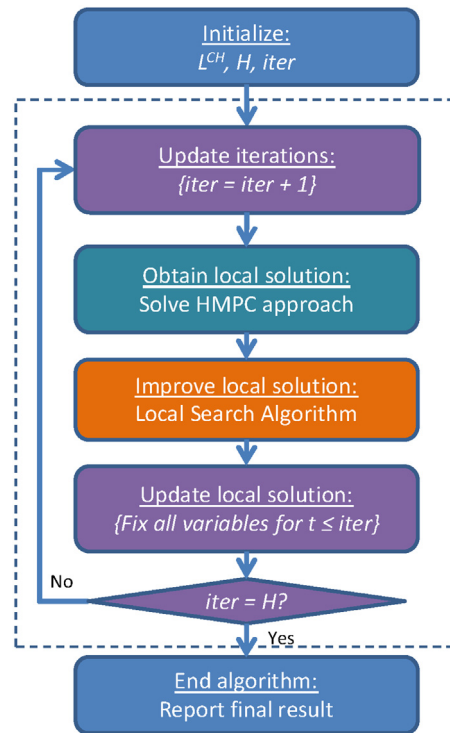 Initialize:
L^CH, H, iter
Update iterations:
{iter = iter + 1}
Obtain local solution:
Solve HMPC approach
Improve local solution:
Local Search Algorithm
Update local solution:
{Fix all variables for t ≤ iter}
No
iter = H?
Yes
End algorithm:
Report final result